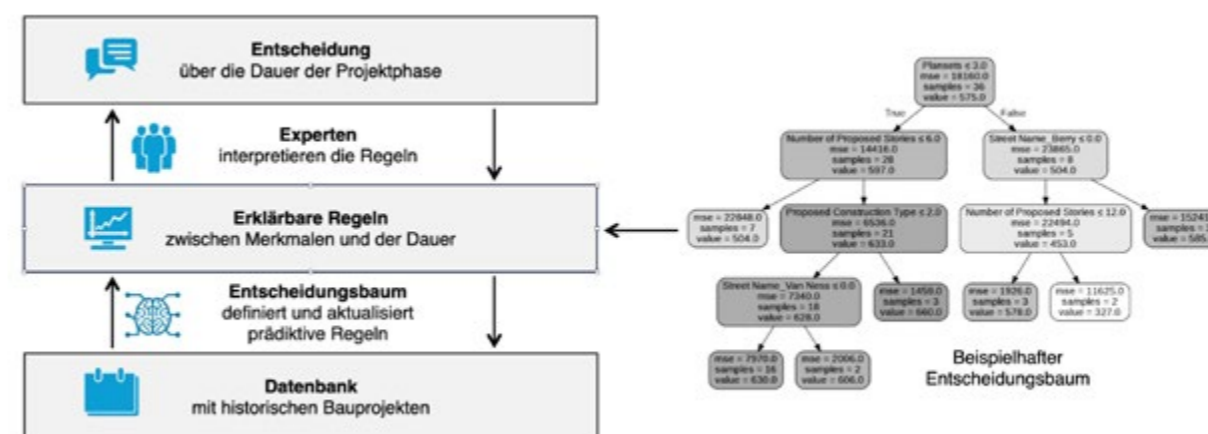 Entscheidung
über die Dauer der Projektphase
Experten
interpretieren die Regeln
Erklärbare Regeln
zwischen Merkmalen und der Dauer
Entscheidungsbaum
definiert und aktualisiert
prädiktive Regeln
Datenbank
mit historischen Bauprojekten
Plansets ≤ 3.0
mse = 18160.0
samples = 36
value = 575.0
True
False
Number of Proposed Stories ≤ 6.0
mse = 14416.0
samples = 28
value = 597.0
Street Name_Berry ≤ 0.0
mse = 23865.0
samples = 8
value = 504.0
mse = 22848.0
samples = 7
value = 504.0
Proposed Construction Type ≤ 2.0
mse = 6536.0
samples = 21
value = 633.0
Number of Proposed Stories ≤ 12.0
mse = 22494.0
samples = 5
value = 453.0
mse = 15241
samples =
value = 585.
Street Name_Van Ness ≤ 0.0
mse = 7340.0
samples = 18
value = 628.0
mse = 1459.0
samples = 3
value = 660.0
mse = 1926.0
samples = 3
value = 578.0
mse = 11625.0
samples = 2
value = 327.0
mse = 7970.0
samples = 16
value = 630.0
mse = 2006.0
samples = 2
value = 606.0
Beispielhafter
Entscheidungsbaum